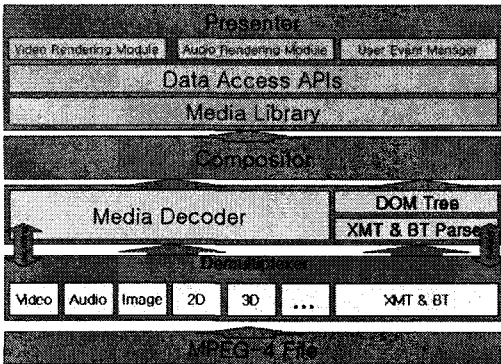 Presenter
Video Rendering Module Audio Rendering Module User Event Manager
Data Access APIs
Media Library
Compositor
Media Decoder
DOM Tree
XMT & BT Parse
Demultiplexer
Video Audio Image 2D 3D ... XMT & BT
MPEG-4 File